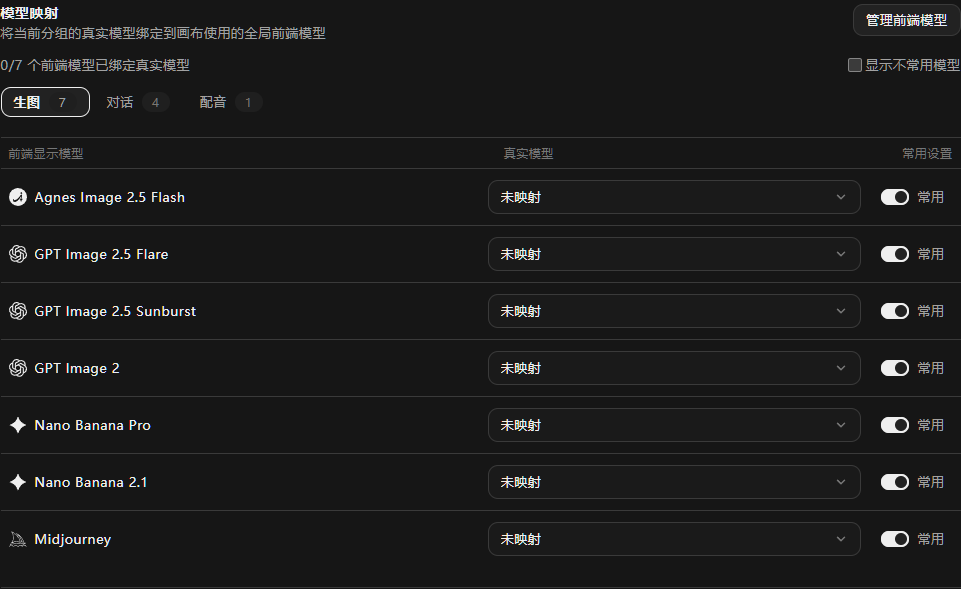 模型映射
管理前端模型
将当前分组的真实模型绑定到画布使用的全局前端模型
0/7 个前端模型已绑定真实模型
显示不常用模型
生图 7 对话 4 配音 1
前端显示模型 真实模型 常用设置
Agnes Image 2.5 Flash 未映射 常用
GPT Image 2.5 Flare 未映射 常用
GPT Image 2.5 Sunburst 未映射 常用
GPT Image 2 未映射 常用
Nano Banana Pro 未映射 常用
Nano Banana 2.1 未映射 常用
Midjourney 未映射 常用